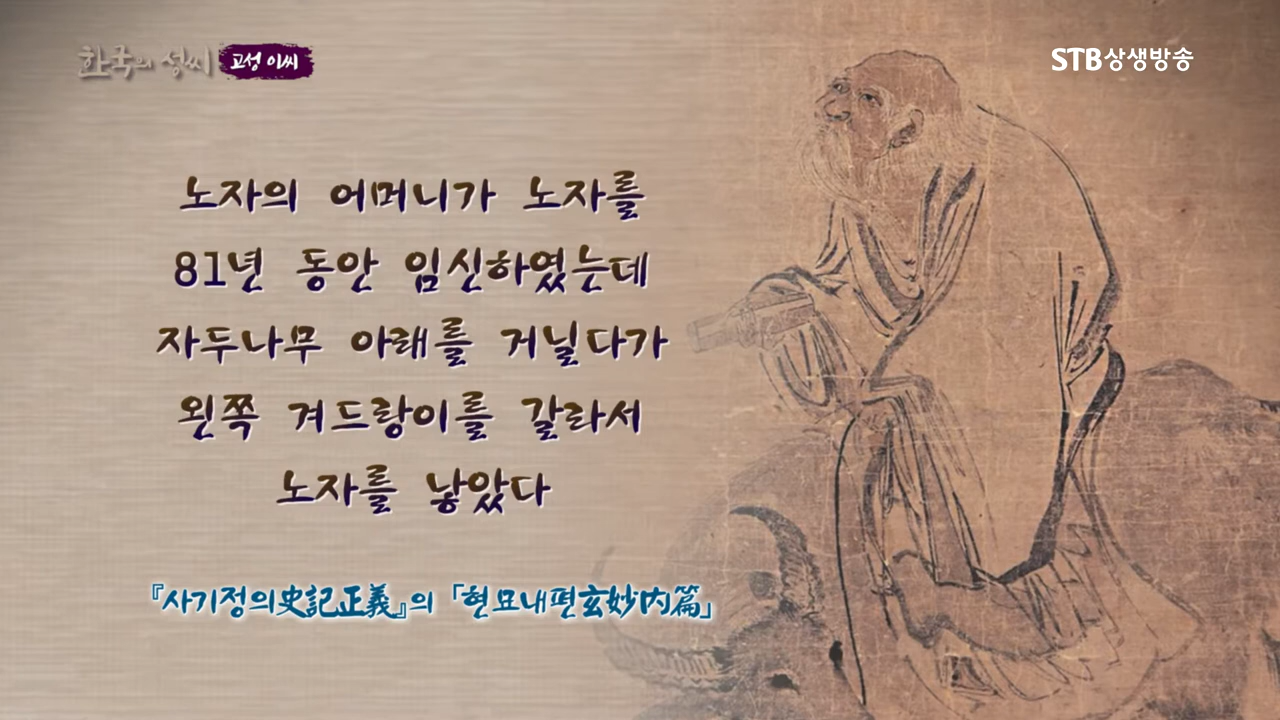 한국의 성씨 고성 이씨
STB상생방송
노자의 어머니가 노자를
81년 동안 임신하였는데
자두나무 아래를 거닐다가
왼쪽 겨드랑이를 갈라서
노자를 낳았다
『사기정의史記正義』의 「현묘내편玄妙內篇」